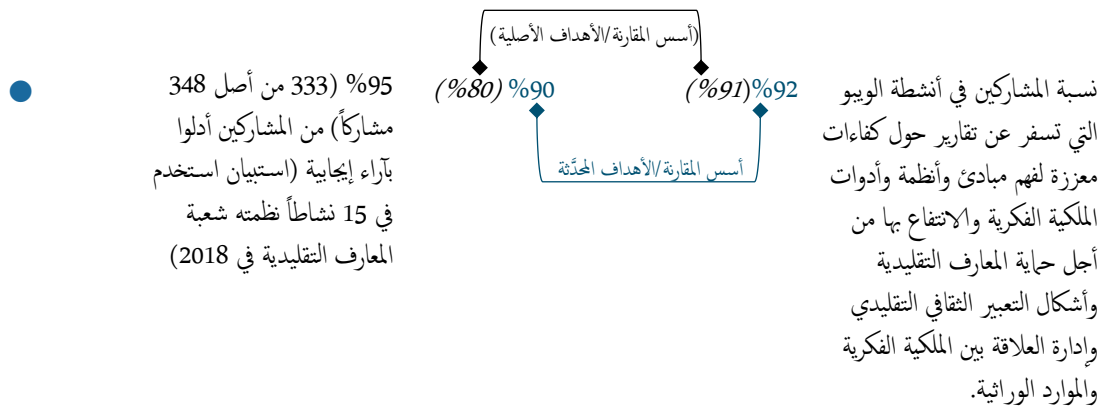 نسبة المشاركين في أنشطة الويبو
التي تسفر عن تقارير حول كفاءات
معززة لفهم مبادئ وأنظمة وأدوات
الملكية الفكرية والانتفاع بها من
أجل حماية المعارف التقليدية
وأشكال التعبير الثقافي التقليدي
وإدارة العلاقة بين الملكية الفكرية
والموارد الوراثية.
(أسس المقارنة/الأهداف الأصلية)
92%(91%)
90% (80%)
أسس المقارنة/الأهداف المحدَّثة
95% (333 من أصل 348
مشاركاً) من المشاركين أدلوا
بآراء إيجابية (استبيان استخدم
في 15 نشاطاً نظمته شعبة
المعارف التقليدية في 2018)